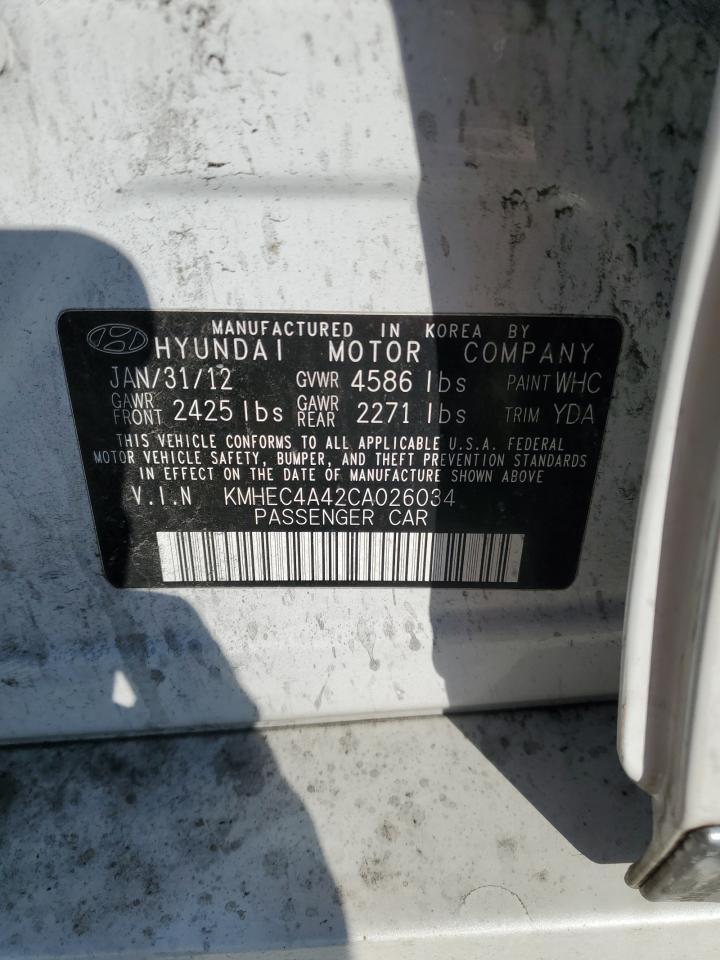 MANUFACTURED IN KOREA BY
HYUNDAI MOTOR COMPANY
JAN/31/12 GVWR 4586 lbs PAINT WHC
GAWR FRONT 2425 lbs GAWR REAR 2271 lbs TRIM YDA
THIS VEHICLE CONFORMS TO ALL APPLICABLE U.S.A. FEDERAL
MOTOR VEHICLE SAFETY, BUMPER, AND THEFT PREVENTION STANDARDS
IN EFFECT ON THE DATE OF MANUFACTURE SHOWN ABOVE
V.I.N KMHEC4A42CA026034
PASSENGER CAR